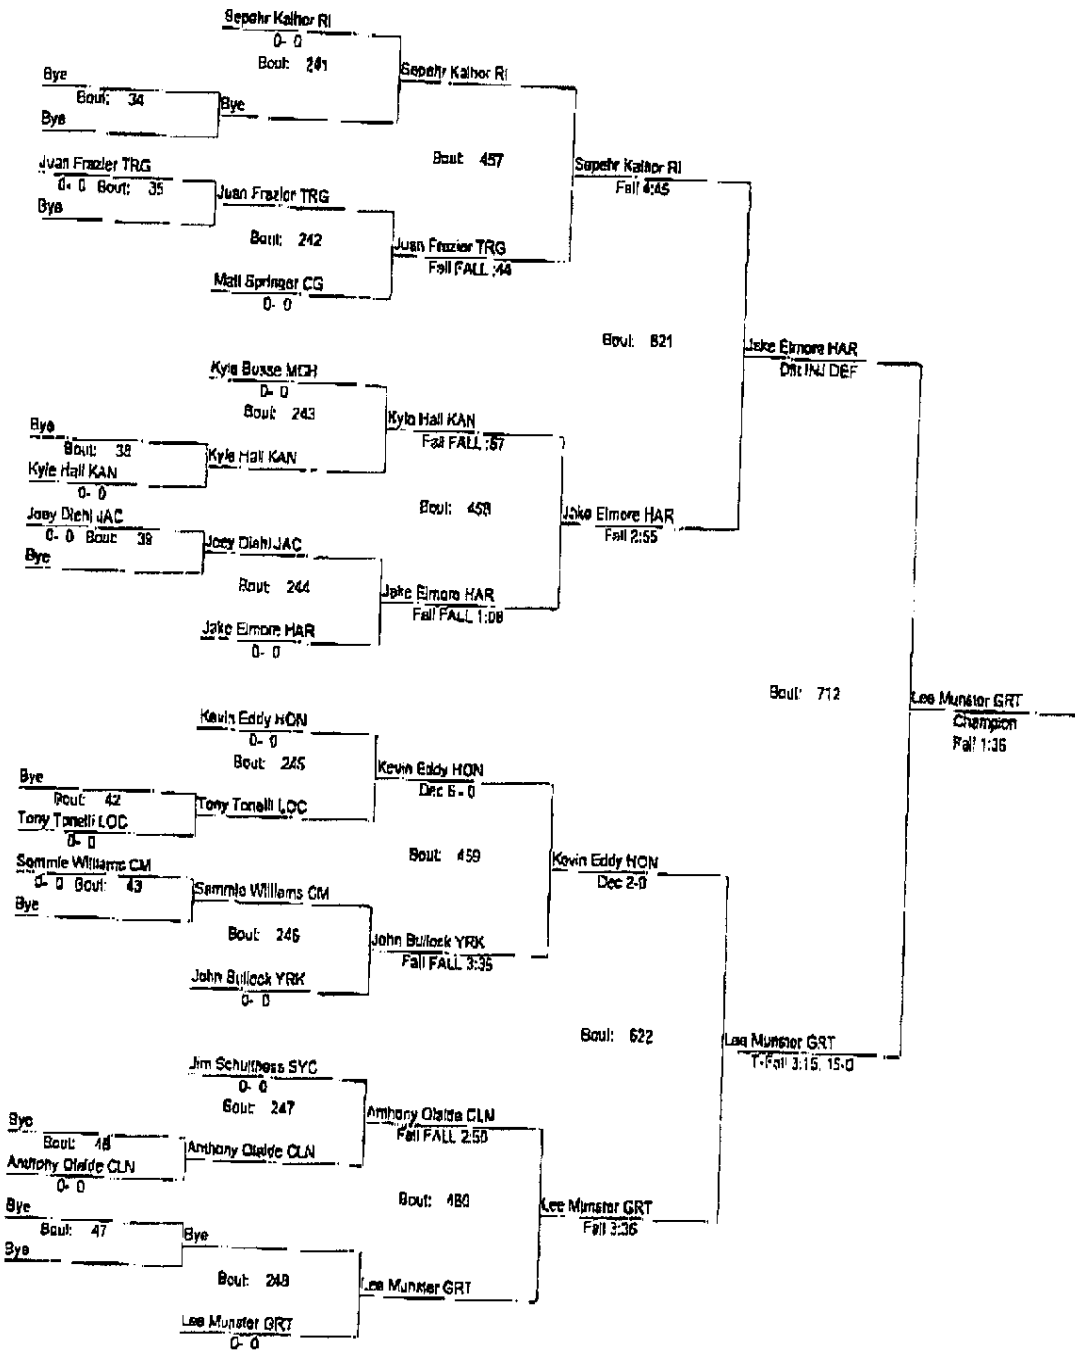 Sepehr Kalhor RI
0- 0
Bout: 241
Sepehr Kalhor RI
Bye
Bout: 34
Bye
Bye
Bout: 457
Sepehr Kalhor RI
Fall 4:45
Juan Frazier TRG
0- 0 Bout: 35
Juan Frazier TRG
Bye
Bout: 242
Juan Frazier TRG
Fall FALL :44
Matt Springer CG
0- 0
Bout: 621
Jake Elmore HAR
Dflt INJ DEF
Kyle Busse MCH
0- 0
Bout: 243
Kyle Hall KAN
Fall FALL :57
Bye
Bout: 38
Kyle Hall KAN
Kyle Hall KAN
0- 0
Bout: 458
Jake Elmore HAR
Fall 2:55
Joey Diehl JAC
0- 0 Bout: 39
Joey Diehl JAC
Bye
Bout: 244
Jake Elmore HAR
Fall FALL 1:08
Jake Elmore HAR
0- 0
Bout: 712
Lee Munster GRT
Champion
Fall 1:36
Kevin Eddy HON
0- 0
Bout: 245
Kevin Eddy HON
Dec 6-0
Bye
Bout: 42
Tony Tonelli LOC
Tony Tonelli LOC
0- 0
Bout: 459
Kevin Eddy HON
Dec 2-0
Sammie Williams CM
0- 0 Bout: 43
Sammie Williams CM
Bye
Bout: 246
John Bullock YRK
Fall FALL 3:35
John Bullock YRK
0- 0
Bout: 622
Lee Munster GRT
T-Fall 3:15, 15-0
Jim Schultness SYC
0- 0
Bout: 247
Anthony Olaide CLN
Fall FALL 2:50
Bye
Bout: 46
Anthony Olaide CLN
Anthony Olaide CLN
0- 0
Bout: 460
Lee Munster GRT
Fall 3:36
Bye
Bout: 47
Bye
Bye
Bout: 248
Lee Munster GRT
Lee Munster GRT
0- 0